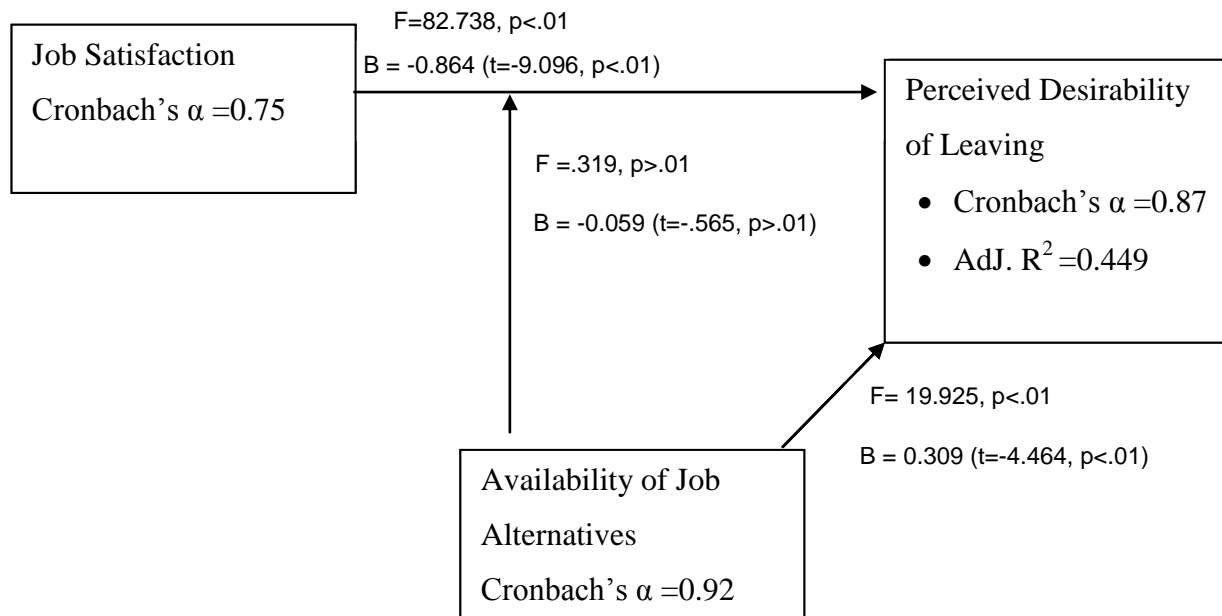 F=82.738, p<.01
Job Satisfaction
Cronbach's α =0.75
B = -0.864 (t=-9.096, p<.01)
Perceived Desirability
of Leaving
• Cronbach's α =0.87
• AdJ. R² =0.449
F =.319, p>.01
B = -0.059 (t=-.565, p>.01)
F= 19.925, p<.01
B = 0.309 (t=-4.464, p<.01)
Availability of Job
Alternatives
Cronbach's α =0.92